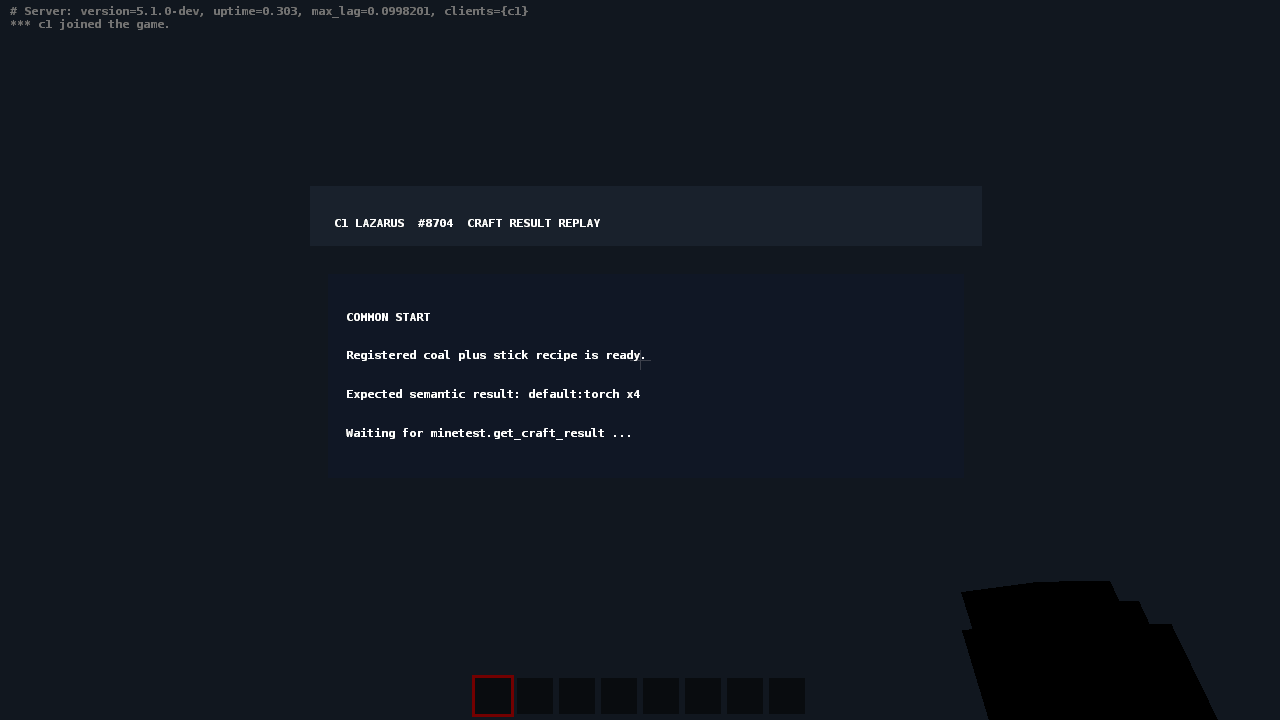 # Server: version=5.1.0-dev, uptime=0.303, max_lag=0.0998201, clients={c1}
*** c1 joined the game.
C1 LAZARUS  #8704  CRAFT RESULT REPLAY
COMMON START
Registered coal plus stick recipe is ready.
Expected semantic result: default:torch x4
Waiting for minetest.get_craft_result ...